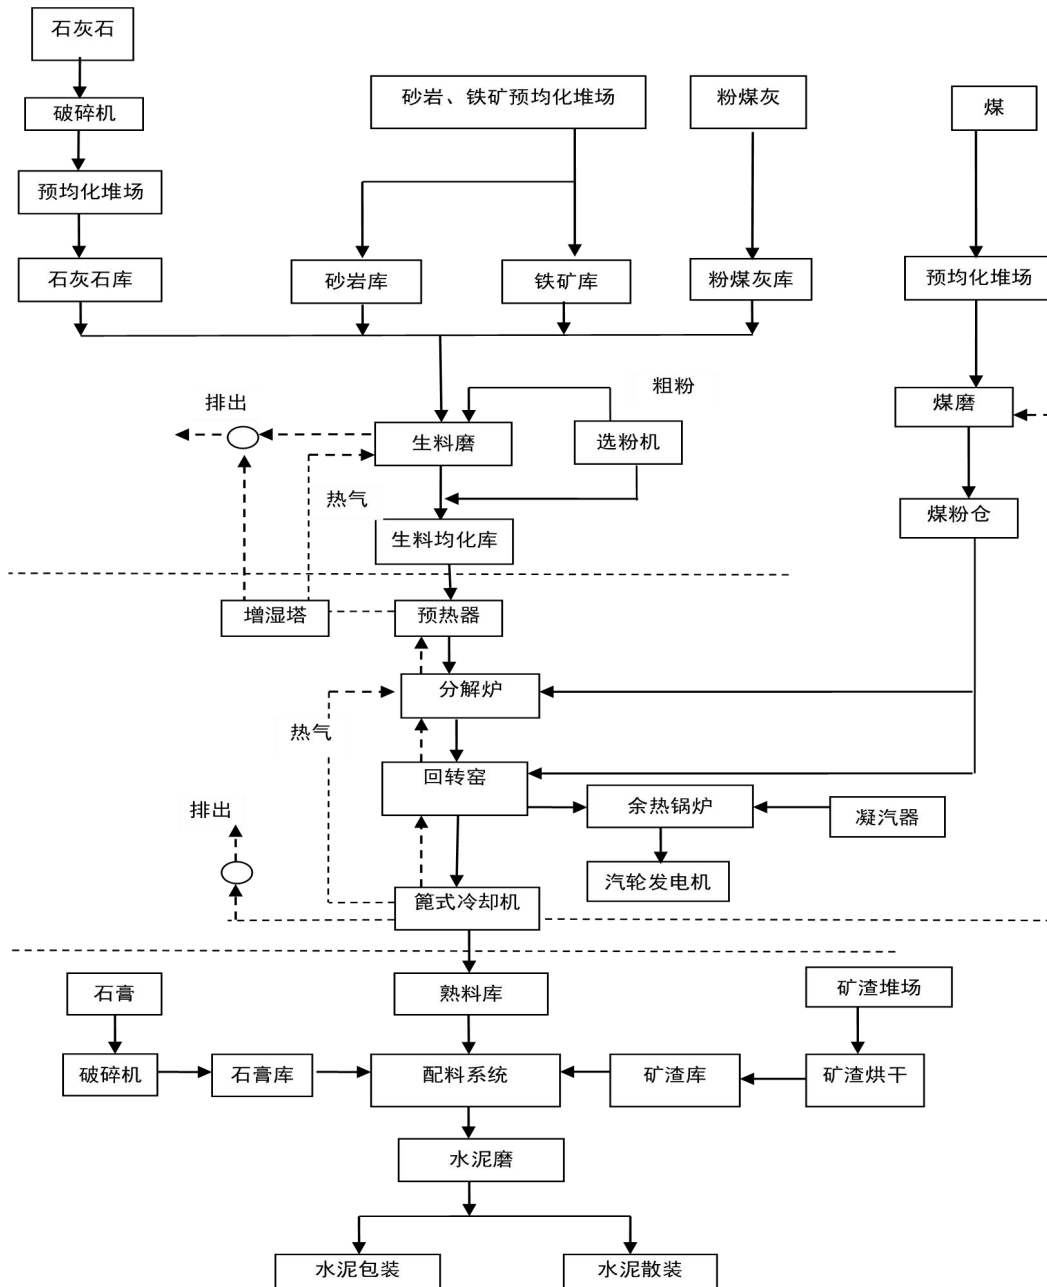 石灰石
破碎机
砂岩、铁矿预均化堆场
粉煤灰
煤
预均化堆场
石灰石库
砂岩库
铁矿库
粉煤灰库
预均化堆场
粗粉
排出
煤磨
生料磨
选粉机
热气
煤粉仓
生料均化库
增湿塔
预热器
分解炉
热气
回转窑
排出
余热锅炉
凝汽器
汽轮发电机
篦式冷却机
石膏
熟料库
矿渣堆场
破碎机
石膏库
配料系统
矿渣库
矿渣烘干
水泥磨
水泥包装
水泥散装